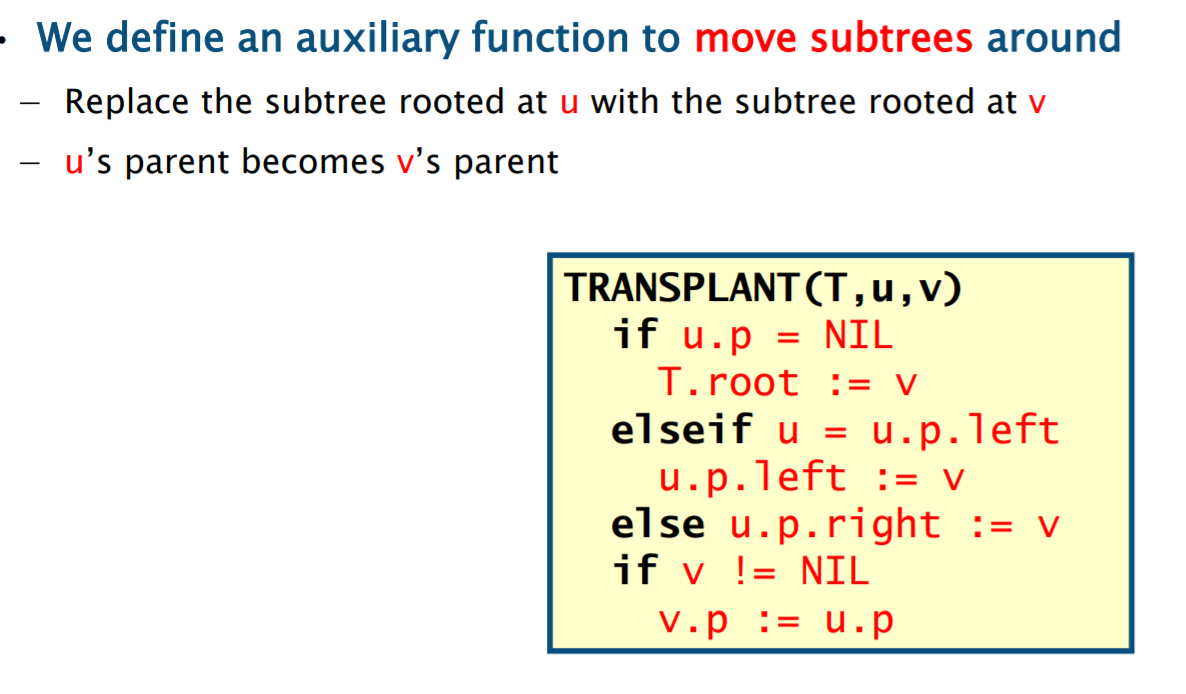 • We define an auxiliary function to move subtrees around
– Replace the subtree rooted at u with the subtree rooted at v
– u’s parent becomes v’s parent
TRANSPLANT(T,u,v)
if u.p = NIL
T.root := v
elseif u = u.p.left
u.p.left := v
else u.p.right := v
if v != NIL
v.p := u.p